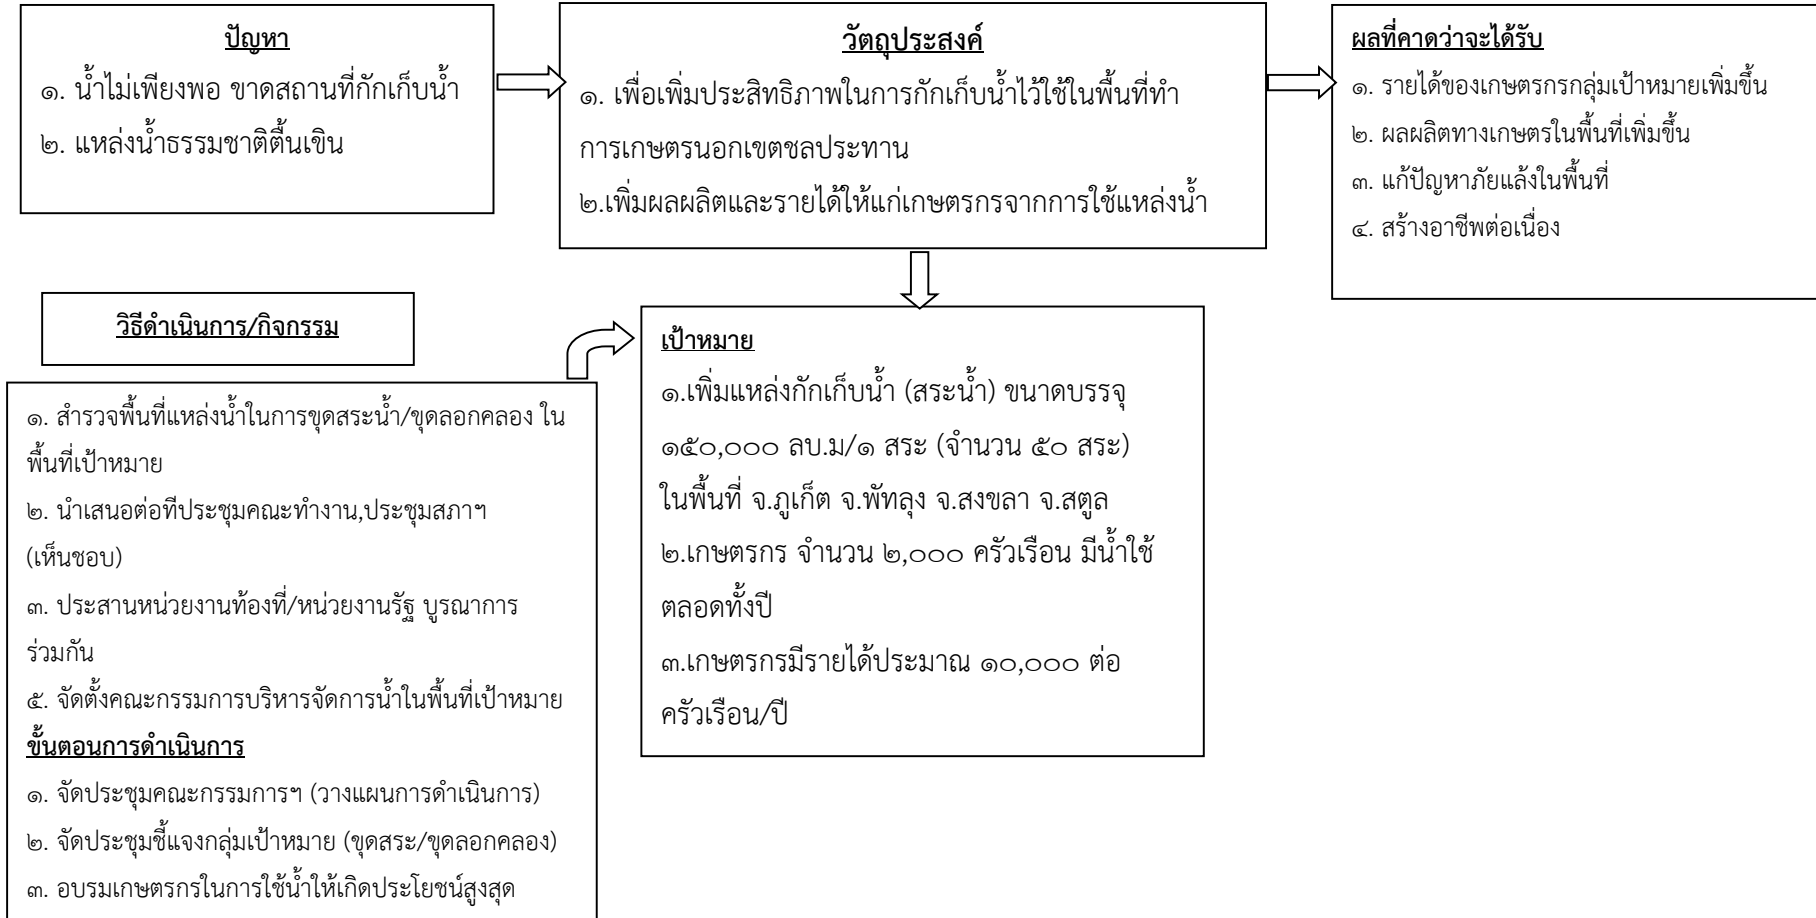 ปัญหา
๑. น้ำไม่เพียงพอ ขาดสถานที่กักเก็บน้ำ
๒. แหล่งน้ำธรรมชาติตื้นเขิน
วัตถุประสงค์
๑. เพื่อเพิ่มประสิทธิภาพในการกักเก็บน้ำไว้ใช้ในพื้นที่ทำ
การเกษตรนอกเขตชลประทาน
๒.เพิ่มผลผลิตและรายได้ให้แก่เกษตรกรจากการใช้แหล่งน้ำ
ผลที่คาดว่าจะได้รับ
๑. รายได้ของเกษตรกรกลุ่มเป้าหมายเพิ่มขึ้น
๒. ผลผลิตทางเกษตรในพื้นที่เพิ่มขึ้น
๓. แก้ปัญหาภัยแล้งในพื้นที่
๔. สร้างอาชีพต่อเนื่อง
วิธีดำเนินการ/กิจกรรม
๑. สำรวจพื้นที่แหล่งน้ำในการขุดสระน้ำ/ขุดลอกคลอง ใน
พื้นที่เป้าหมาย
๒. นำเสนอต่อทีประชุมคณะทำงาน,ประชุมสภาฯ
(เห็นชอบ)
๓. ประสานหน่วยงานท้องที่/หน่วยงานรัฐ บูรณาการ
ร่วมกัน
๕. จัดตั้งคณะกรรมการบริหารจัดการน้ำในพื้นที่เป้าหมาย
ขั้นตอนการดำเนินการ
๑. จัดประชุมคณะกรรมการฯ (วางแผนการดำเนินการ)
๒. จัดประชุมชี้แจงกลุ่มเป้าหมาย (ขุดสระ/ขุดลอกคลอง)
๓. อบรมเกษตรกรในการใช้น้ำให้เกิดประโยชน์สูงสุด
เป้าหมาย
๑.เพิ่มแหล่งกักเก็บน้ำ (สระน้ำ) ขนาดบรรจุ
๑๕๐,๐๐๐ ลบ.ม/๑ สระ (จำนวน ๕๐ สระ)
ในพื้นที่ จ.ภูเก็ต จ.พัทลุง จ.สงขลา จ.สตูล
๒.เกษตรกร จำนวน ๒,๐๐๐ ครัวเรือน มีน้ำใช้
ตลอดทั้งปี
๓.เกษตรกรมีรายได้ประมาณ ๑๐,๐๐๐ ต่อ
ครัวเรือน/ปี